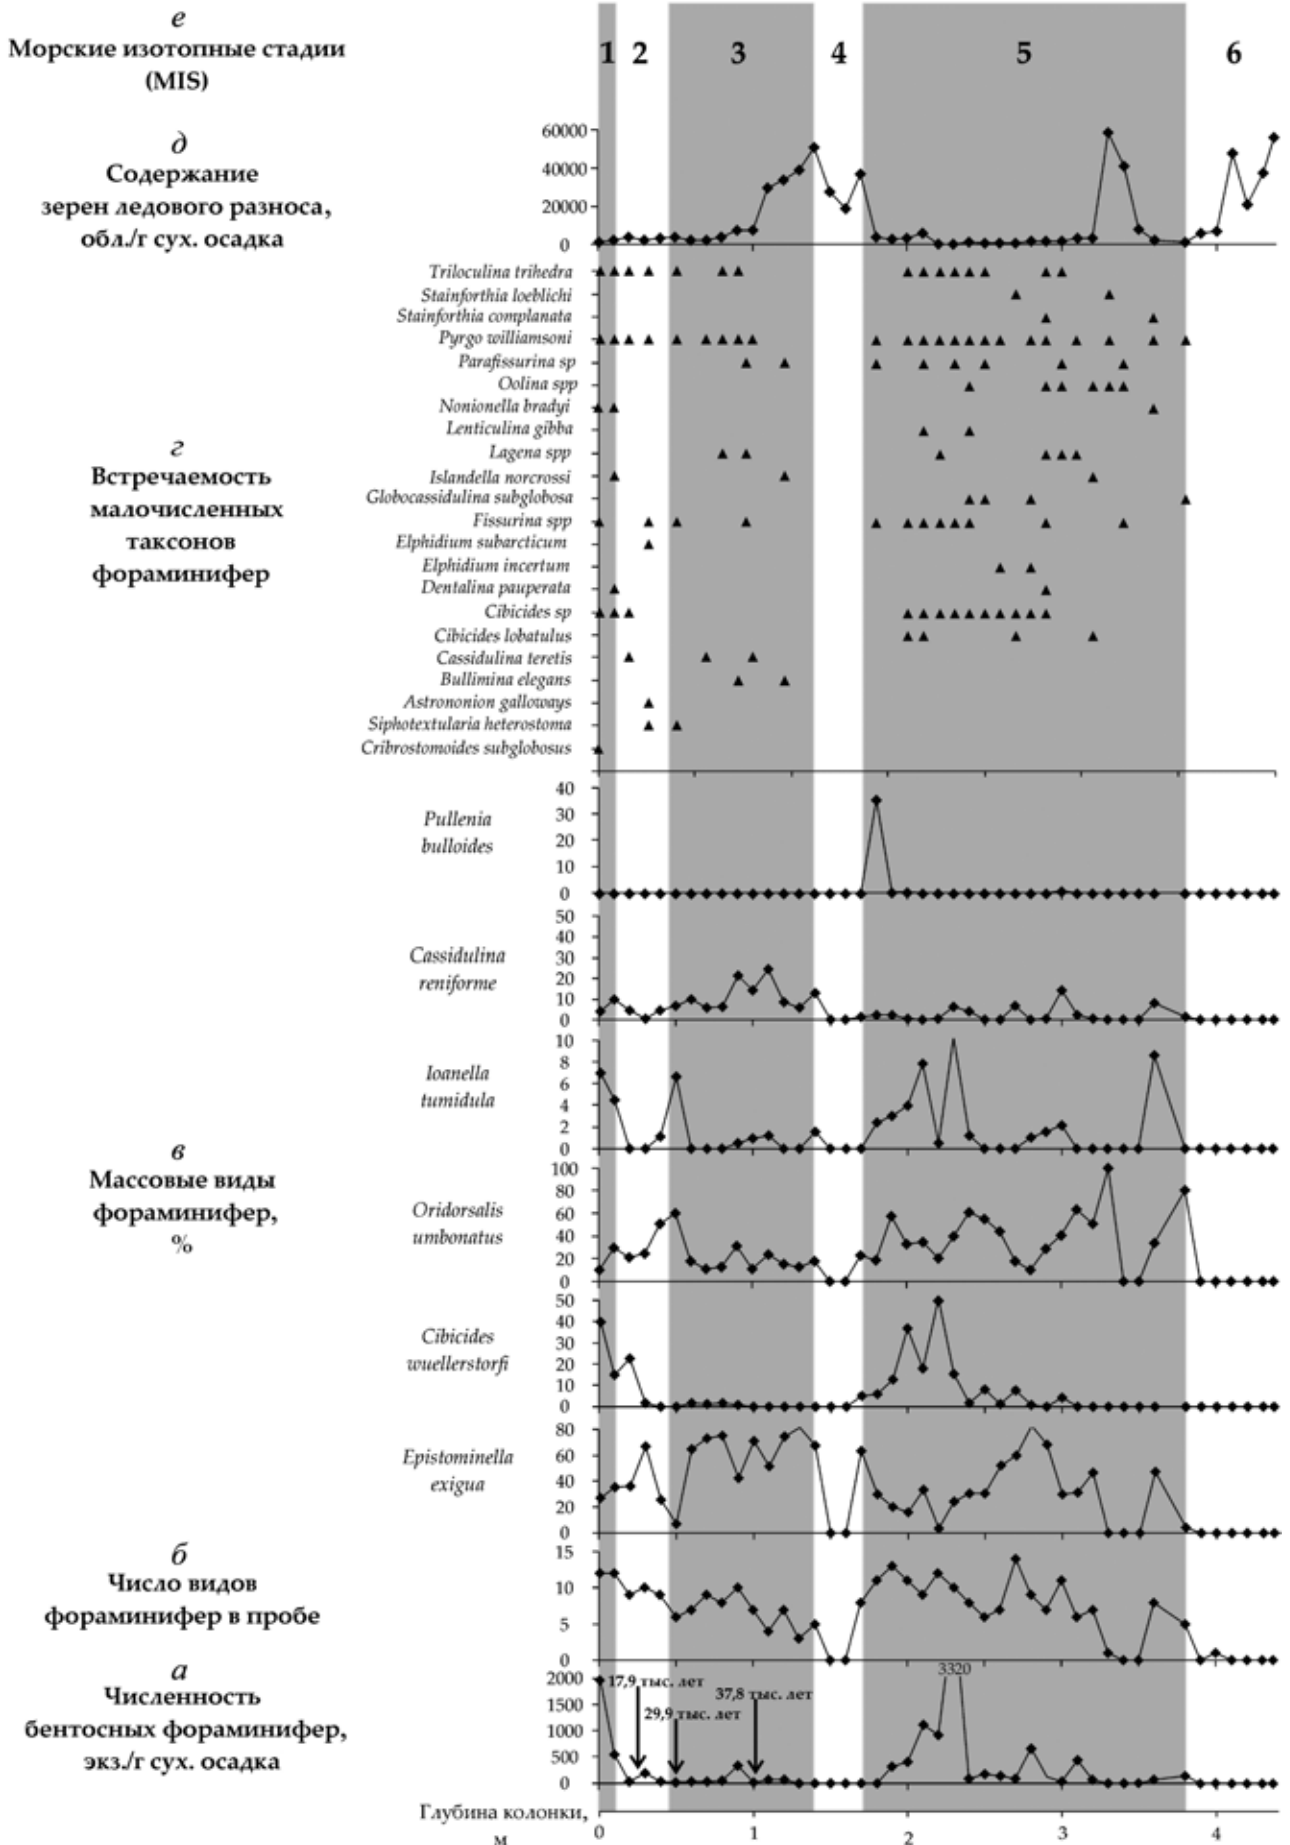 е
Морские изотопные стадии
(MIS)
1 2 3 4 5 6
д
Содержание
зерен ледового разноса,
обл./г сух. осадка
60000
40000
20000
0
г
Встречаемость
малочисленных
таксонов
фораминифер
Triloculina trihedra
Stainforthia loeblichi
Stainforthia complanata
Pyrgo williamsoni
Parafissurina sp
Oolina spp
Nonionella bradyi
Lenticulina gibba
Lagena spp
Islandella norcrossi
Globocassidulina subglobosa
Fissurina spp
Elphidium subarcticum
Elphidium incertum
Dentalina pauperata
Cibicides sp
Cibicides lobatulus
Cassidulina teretis
Bullimina elegans
Astrononion galloways
Siphotextularia heterostoma
Cribrostomoides subglobosus
в
Массовые виды
фораминифер,
%
Pullenia
bulloides
40
30
20
10
0
Cassidulina
reniforme
50
40
30
20
10
0
Ioanella
tumidula
10
8
6
4
2
0
Oridorsalis
umbonatus
100
80
60
40
20
0
Cibicides
wuellerstorfi
50
40
30
20
10
0
Epistominella
exigua
80
60
40
20
0
б
Число видов
фораминифер в пробе
15
10
5
0
а
Численность
бентосных фораминифер,
экз./г сух. осадка
2000
1500
1000
500
0
3320
17,9 тыс. лет
37,8 тыс. лет
29,9 тыс. лет
Глубина колонки,
м
0 1 2 3 4